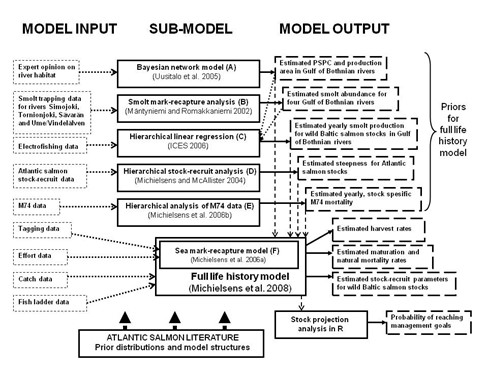 MODEL INPUT
SUB-MODEL
MODEL OUTPUT
Expert opinion on
river habitat
Bayesian network model (A)
(Uusitalo et al. 2005)
Estimated PSPC and production
area in Gulf of Bothnian rivers
Smolt trapping data
for rivers Simojoki,
Tornionjoki, Sävarån
and Ume/Vindelälven
Smolt mark-recapture analysis (B)
(Mäntyniemi and Romakkaniemi 2002)
Estimated smolt abundance for
four Gulf of Bothnian rivers
Electrofishing data
Hierarchical linear regression (C)
(ICES 2006)
Estimated yearly smolt production
for wild Baltic salmon stocks in Gulf
of Bothnian rivers
Atlantic salmon
stock-recruit data
Hierarchical stock-recruit analysis (D)
(Michielsens and McAllister 2004)
Estimated steepness for Atlantic
salmon stocks
M74 data
Hierarchical analysis of M74 data (E)
(Michielsens et al. 2006b)
Estimated yearly, stock spesific
M74 mortality
Priors
for
full life
history
model
Tagging data
Effort data
Catch data
Fish ladder data
Sea mark-recapture model (F)
(Michielsens et al. 2006a)
Full life history model
(Michielsens et al. 2008)
Estimated harvest rates
Estimated maturation and
natural mortality rates
Estimated stock-recruit parameters
for wild Baltic salmon stocks
ATLANTIC SALMON LITERATURE
Prior distributions and model structures
Stock projection
analysis in R
Probability of reaching
management goals